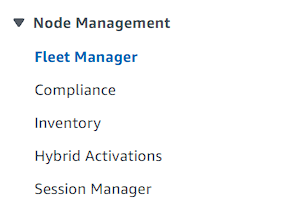 Node Management
Fleet Manager
Compliance
Inventory
Hybrid Activations
Session Manager